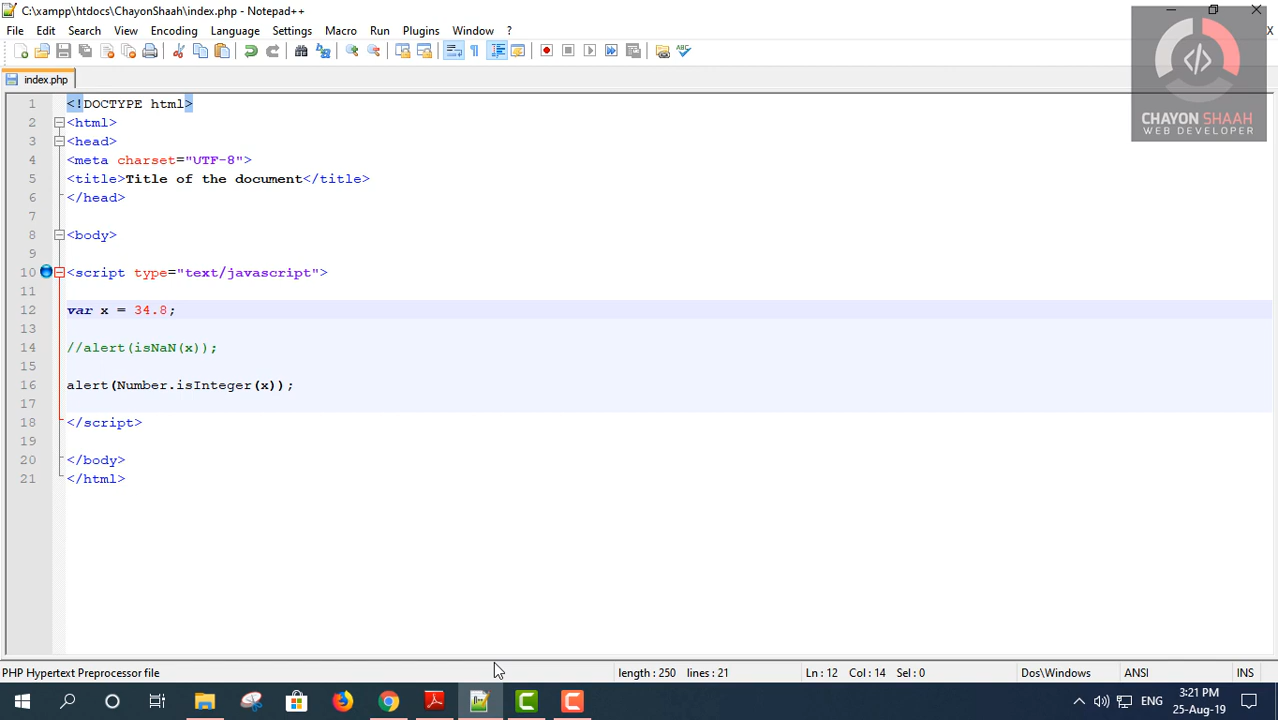 C:\xampp\htdocs\ChayonShaah\index.php - Notepad++
File Edit Search View Encoding Language Settings Macro Run Plugins Window ? X
index.php
CHAYON SHAAH
WEB DEVELOPER
1 <!DOCTYPE html>
2 <html>
3 <head>
4 <meta charset="UTF-8">
5 <title>Title of the document</title>
6 </head>
7
8 <body>
9
10 <script type="text/javascript">
11
12 var x = 34.8;
13
14 //alert(isNaN(x));
15
16 alert(Number.isInteger(x));
17
18 </script>
19
20 </body>
21 </html>
PHP Hypertext Preprocessor file length : 250 lines : 21 Ln : 12 Col : 14 Sel : 0 Dos\Windows ANSI INS
ENG 3:21 PM
25-Aug-19